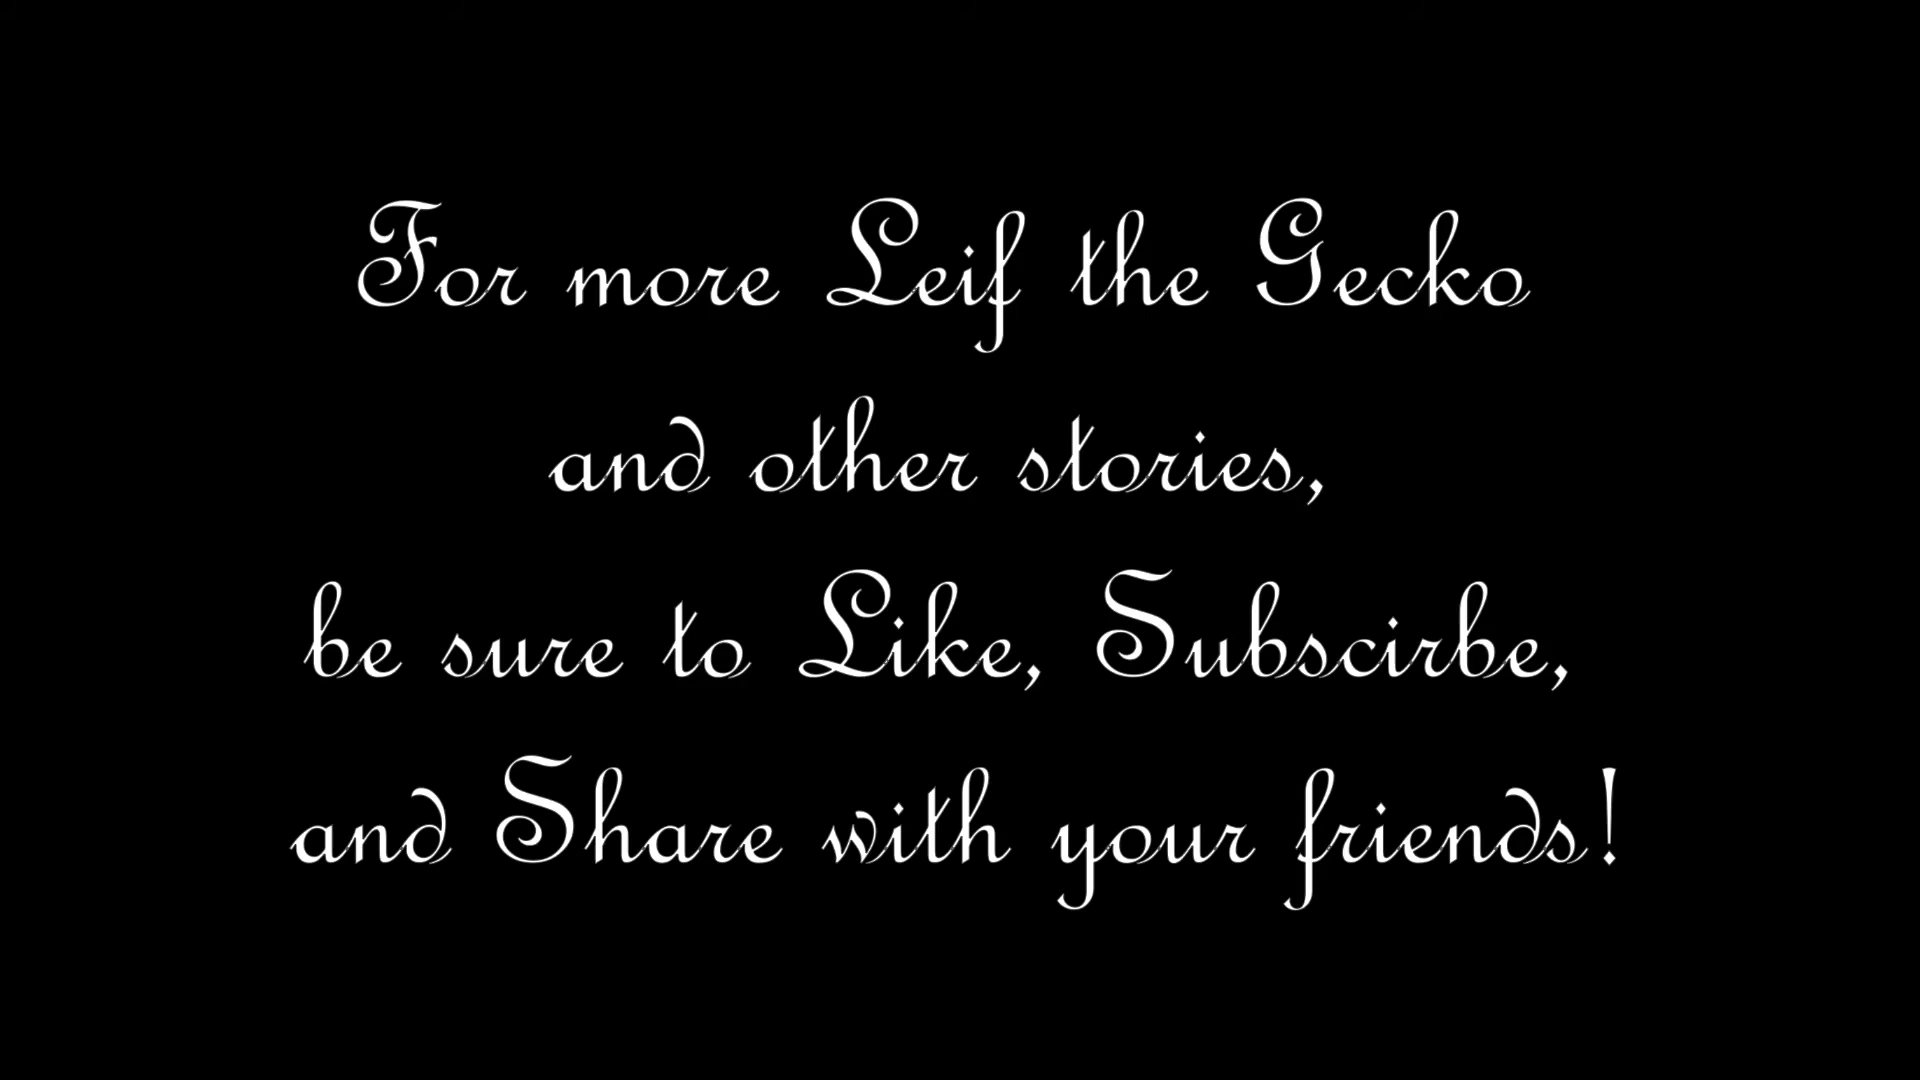 For more Leif the Gecko
and other stories,
be sure to Like, Subscirbe,
and Share with your friends!